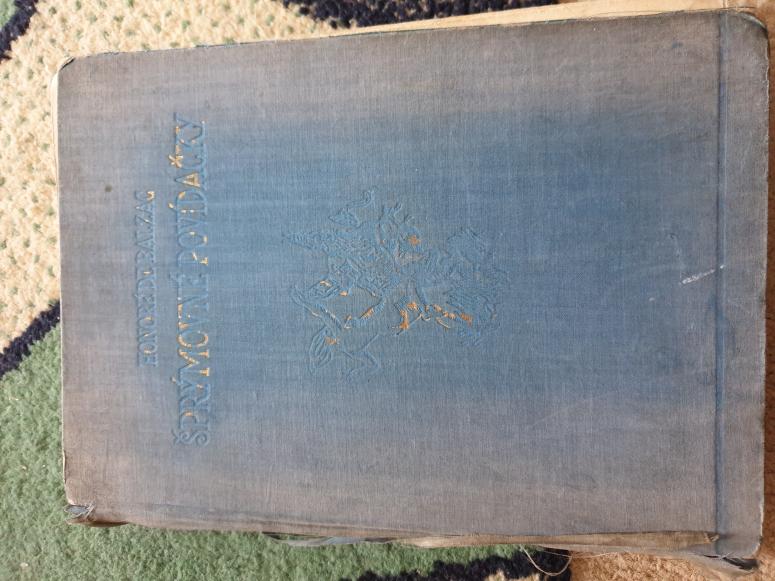 HONORÉ DE BALZAC
ŠPRÝMOVNÉ POVÍDAČKY